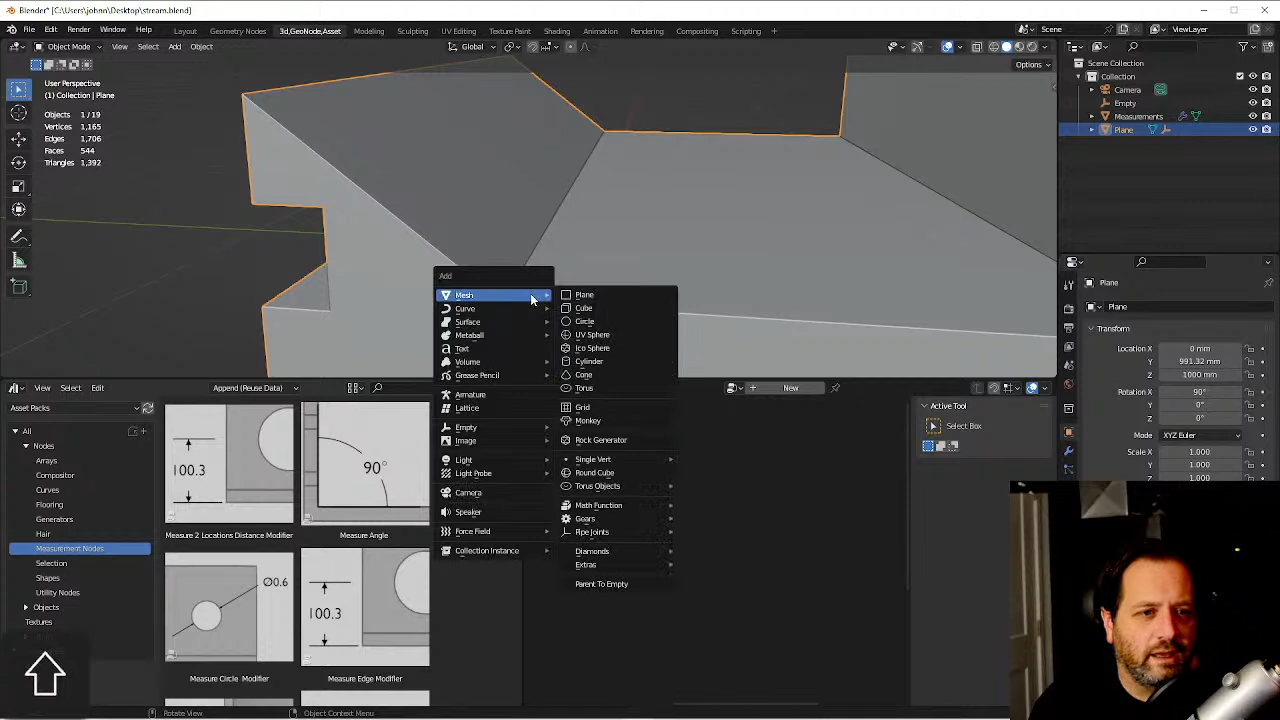 Blender* [C:\Users\johnn\Desktop\stream.blend]
File Edit Render Window Help
Layout Geometry Nodes 3d,GeoNode,Asset Modeling Sculpting UV Editing Texture Paint Shading Animation Rendering Compositing Scripting +
Scene
ViewLayer
Object Mode View Select Add Object
Global
Options
User Perspective
(1) Collection | Plane
Objects 1/19
Vertices 1,165
Edges 1,706
Faces 544
Triangles 1,392
Scene Collection
Collection
Camera
Empty
Measurements
Plane
Add
Mesh
Curve
Surface
Metaball
Text
Volume
Grease Pencil
Armature
Lattice
Empty
Image
Light
Light Probe
Camera
Speaker
Force Field
Collection Instance
Plane
Cube
Circle
UV Sphere
Ico Sphere
Cylinder
Cone
Torus
Grid
Monkey
Rock Generator
Single Vert
Round Cube
Torus Objects
Math Function
Gears
Pipe Joints
Diamonds
Extras
Parent To Empty
Plane
Plane
Transform
Location X 0 mm
Y 991.32 mm
Z 1000 mm
Rotation X 90°
Y 0°
Z 0°
Mode XYZ Euler
Scale X 1.000
Y 1.000
Z 1.000
View Select Edit
Append (Reuse Data)
New
Asset Packs
All
Nodes
Arrays
Compositor
Curves
Flooring
Generators
Hair
Measurement Nodes
Selection
Shapes
Utility Nodes
Objects
Textures
100.3
90°
Measure 2 Locations Distance Modifier
Measure Angle
∅0.6
100.3
Measure Circle Modifier
Measure Edge Modifier
Active Tool
Select Box
Rotate View
Object Context Menu